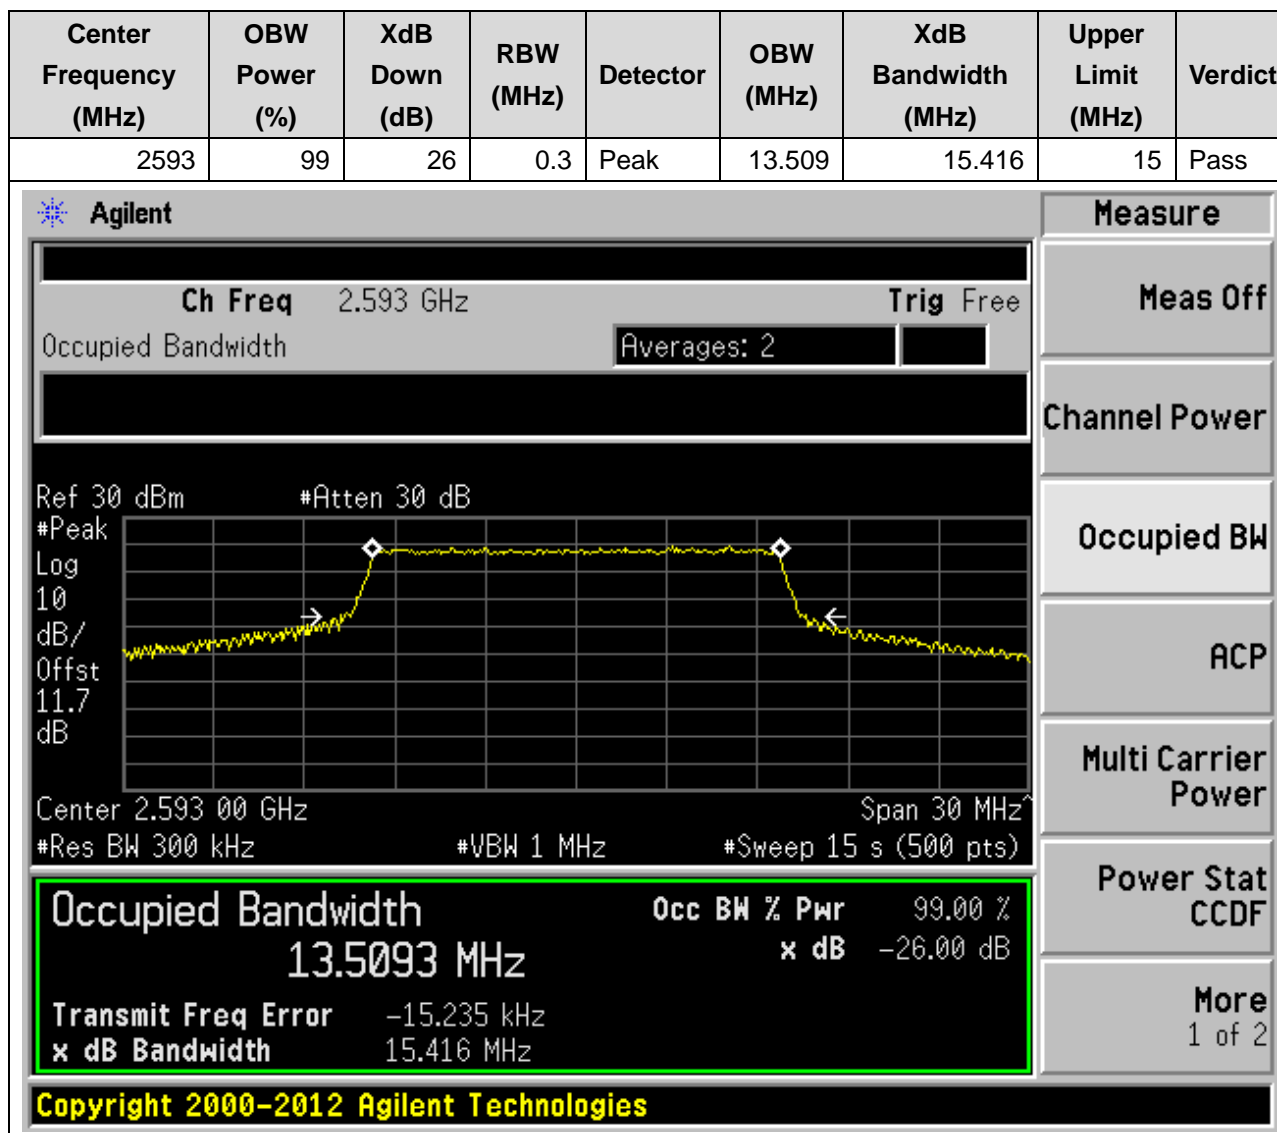 Center Frequency (MHz) OBW Power (%) XdB Down (dB) RBW (MHz) Detector OBW (MHz) XdB Bandwidth (MHz) Upper Limit (MHz) Verdict
2593 99 26 0.3 Peak 13.509 15.416 15 Pass
Agilent
Measure
Ch Freq 2.593 GHz Trig Free
Meas Off
Occupied Bandwidth Averages: 2
Channel Power
Ref 30 dBm #Atten 30 dB
#Peak
Log
10
dB/
Offst
11.7
dB
Occupied BW
ACP
Multi Carrier
Power
Center 2.593 00 GHz Span 30 MHz^
#Res BW 300 kHz #VBW 1 MHz #Sweep 15 s (500 pts)
Power Stat
CCDF
Occupied Bandwidth Occ BW % Pwr 99.00 %
13.5093 MHz x dB -26.00 dB
Transmit Freq Error -15.235 kHz
x dB Bandwidth 15.416 MHz
More
1 of 2
Copyright 2000-2012 Agilent Technologies